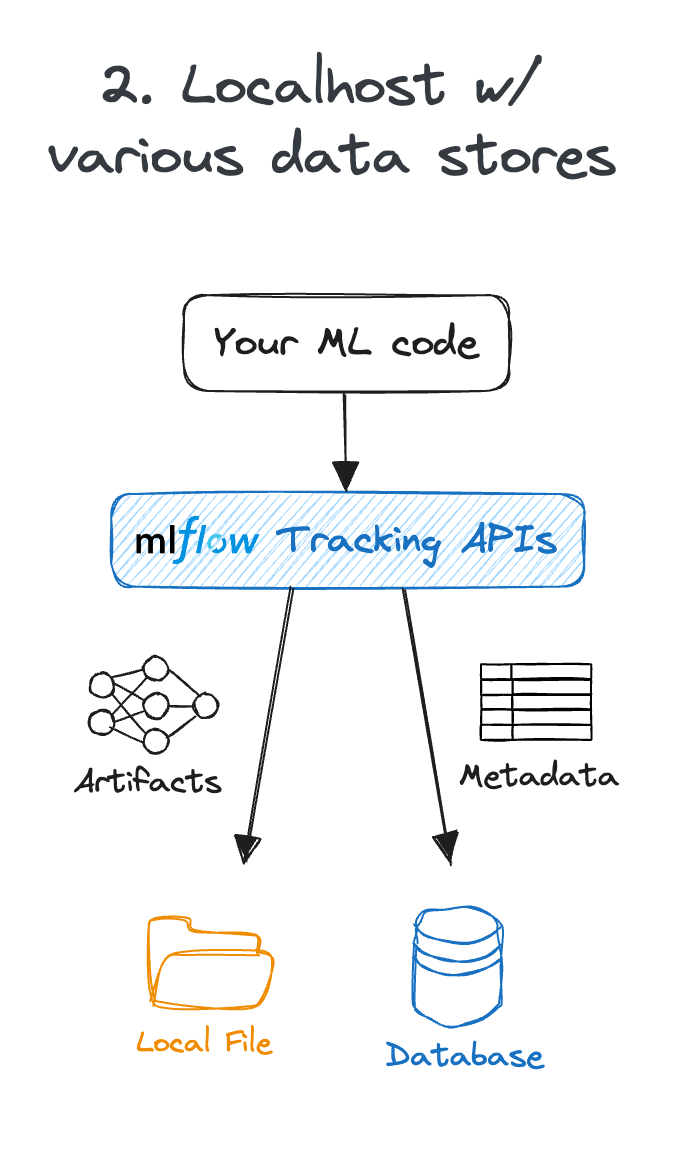 2. Localhost w/
various data stores
Your ML code
mlflow Tracking APIs
Artifacts
Metadata
Local File
Database